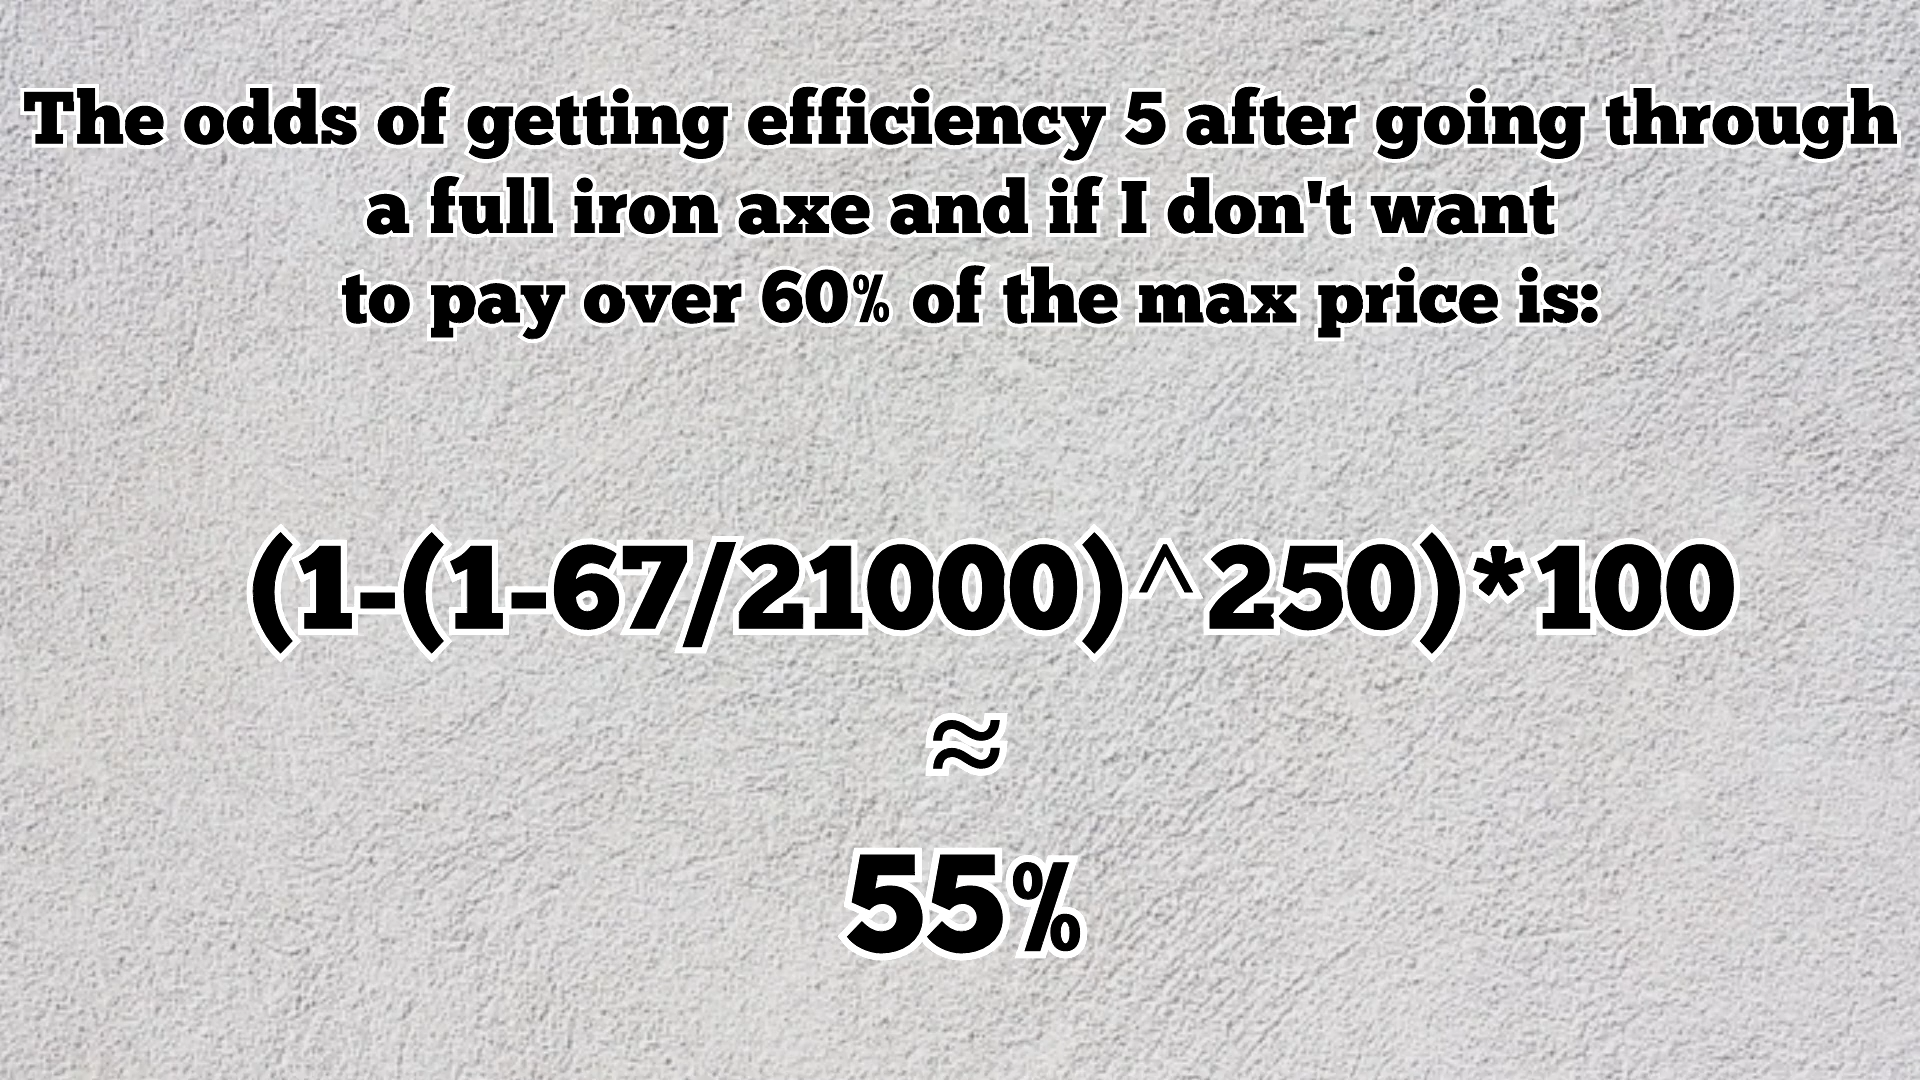 The odds of getting efficiency 5 after going through
a full iron axe and if I don't want
to pay over 60% of the max price is:
(1-(1-67/21000)^250)*100
≈
55%